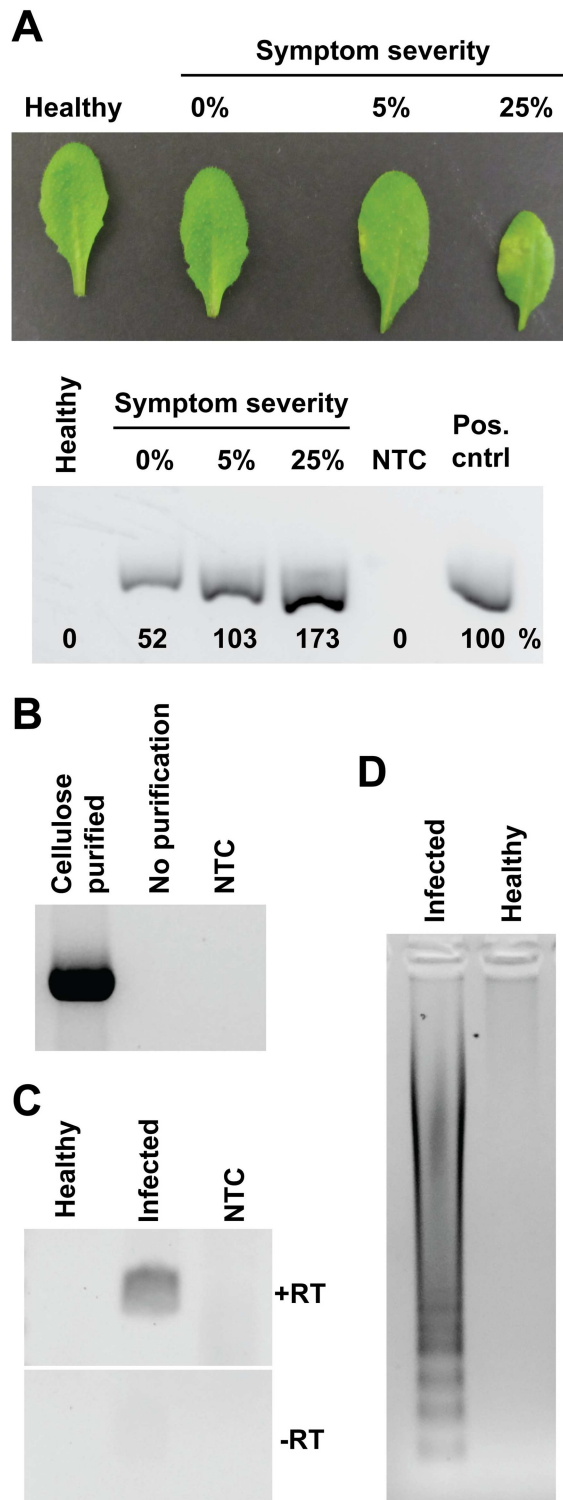 A
Symptom severity
Healthy 0% 5% 25%
Healthy
Symptom severity
0% 5% 25% NTC Pos. cntrl
0 52 103 173 0 100 %
B
Cellulose purified
No purification
NTC
C
Healthy
Infected
NTC
+RT
-RT
D
Infected
Healthy